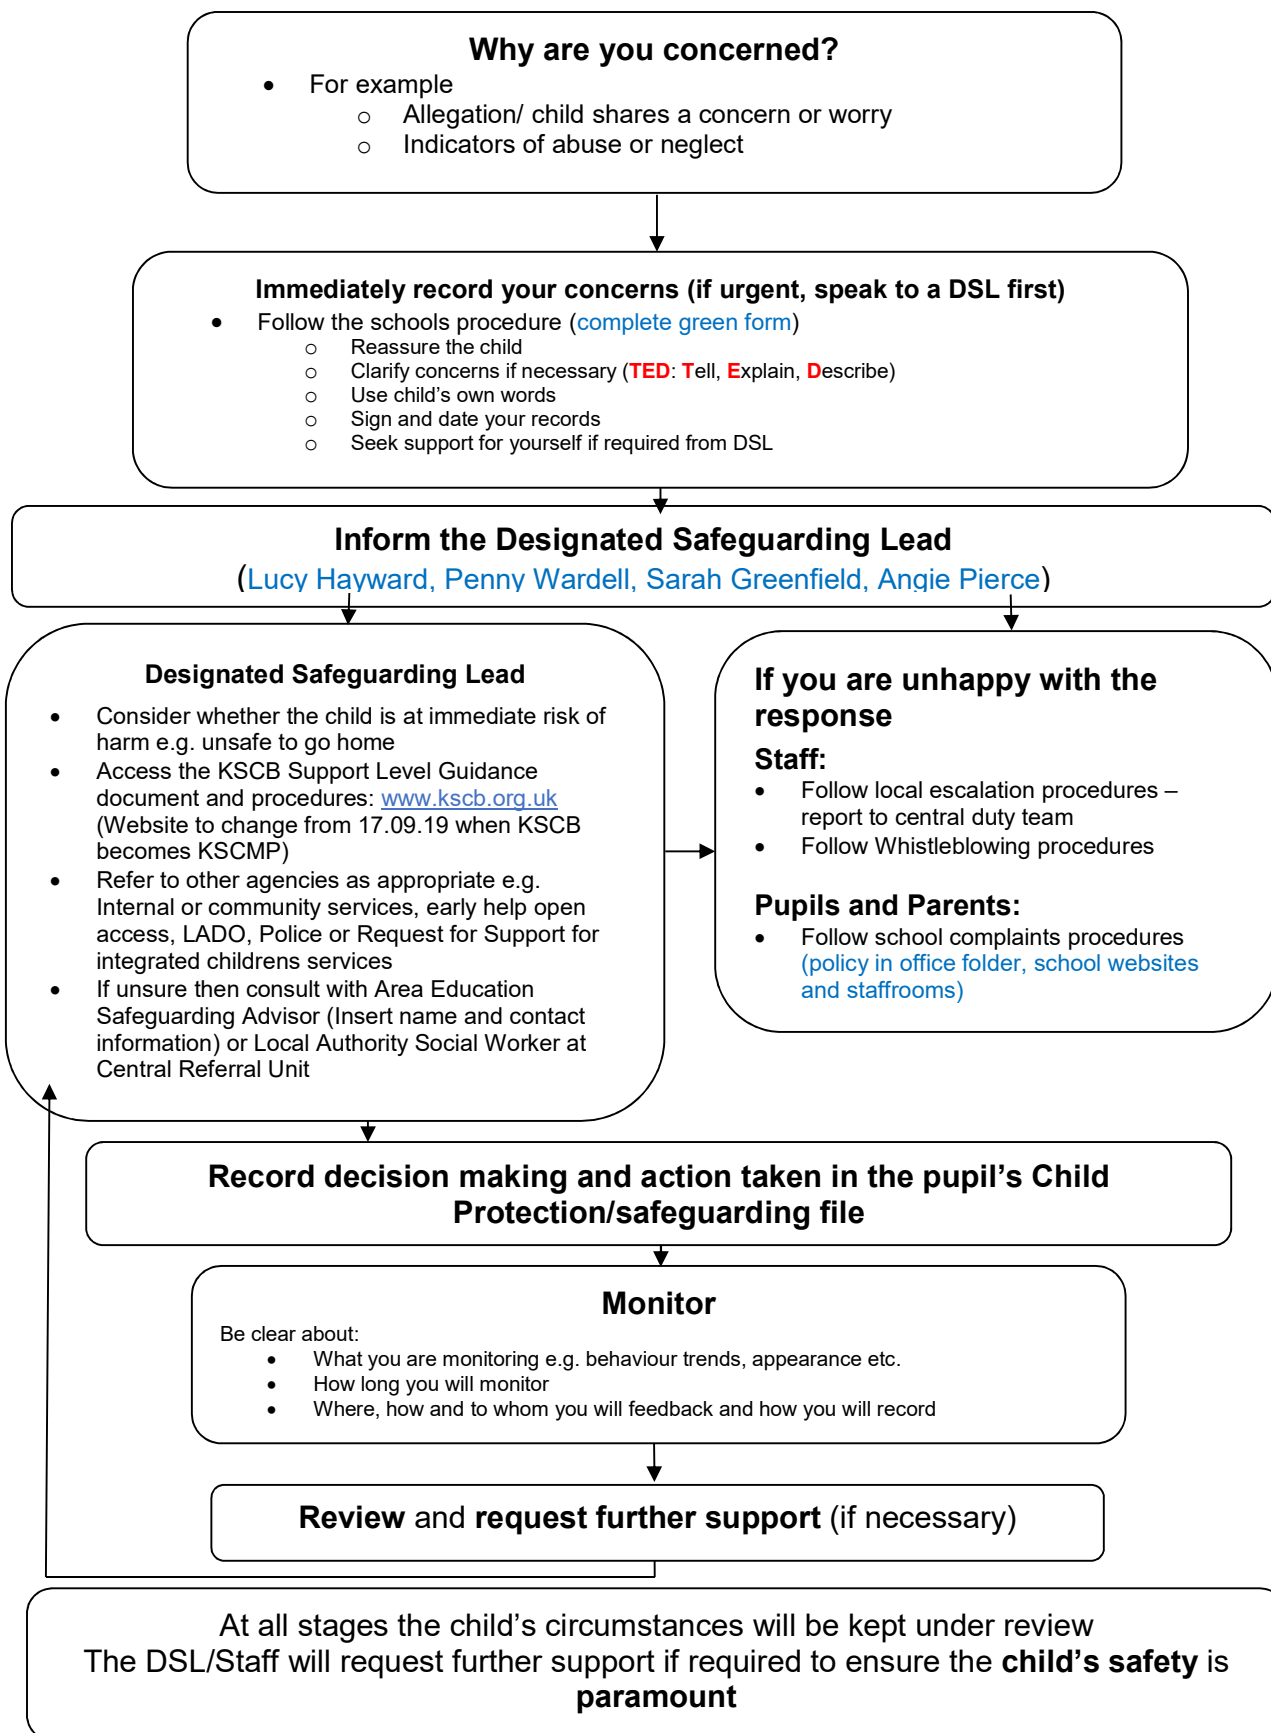 Why are you concerned?
• For example
o Allegation/ child shares a concern or worry
o Indicators of abuse or neglect
Immediately record your concerns (if urgent, speak to a DSL first)
• Follow the schools procedure (complete green form)
o Reassure the child
o Clarify concerns if necessary (TED: Tell, Explain, Describe)
o Use child’s own words
o Sign and date your records
o Seek support for yourself if required from DSL
Inform the Designated Safeguarding Lead
(Lucy Hayward, Penny Wardell, Sarah Greenfield, Angie Pierce)
Designated Safeguarding Lead
• Consider whether the child is at immediate risk of
harm e.g. unsafe to go home
• Access the KSCB Support Level Guidance
document and procedures: www.kscb.org.uk
(Website to change from 17.09.19 when KSCB
becomes KSCMP)
• Refer to other agencies as appropriate e.g.
Internal or community services, early help open
access, LADO, Police or Request for Support for
integrated childrens services
• If unsure then consult with Area Education
Safeguarding Advisor (Insert name and contact
information) or Local Authority Social Worker at
Central Referral Unit
If you are unhappy with the
response
Staff:
• Follow local escalation procedures –
report to central duty team
• Follow Whistleblowing procedures
Pupils and Parents:
• Follow school complaints procedures
(policy in office folder, school websites
and staffrooms)
Record decision making and action taken in the pupil’s Child
Protection/safeguarding file
Monitor
Be clear about:
• What you are monitoring e.g. behaviour trends, appearance etc.
• How long you will monitor
• Where, how and to whom you will feedback and how you will record
Review and request further support (if necessary)
At all stages the child’s circumstances will be kept under review
The DSL/Staff will request further support if required to ensure the child’s safety is
paramount